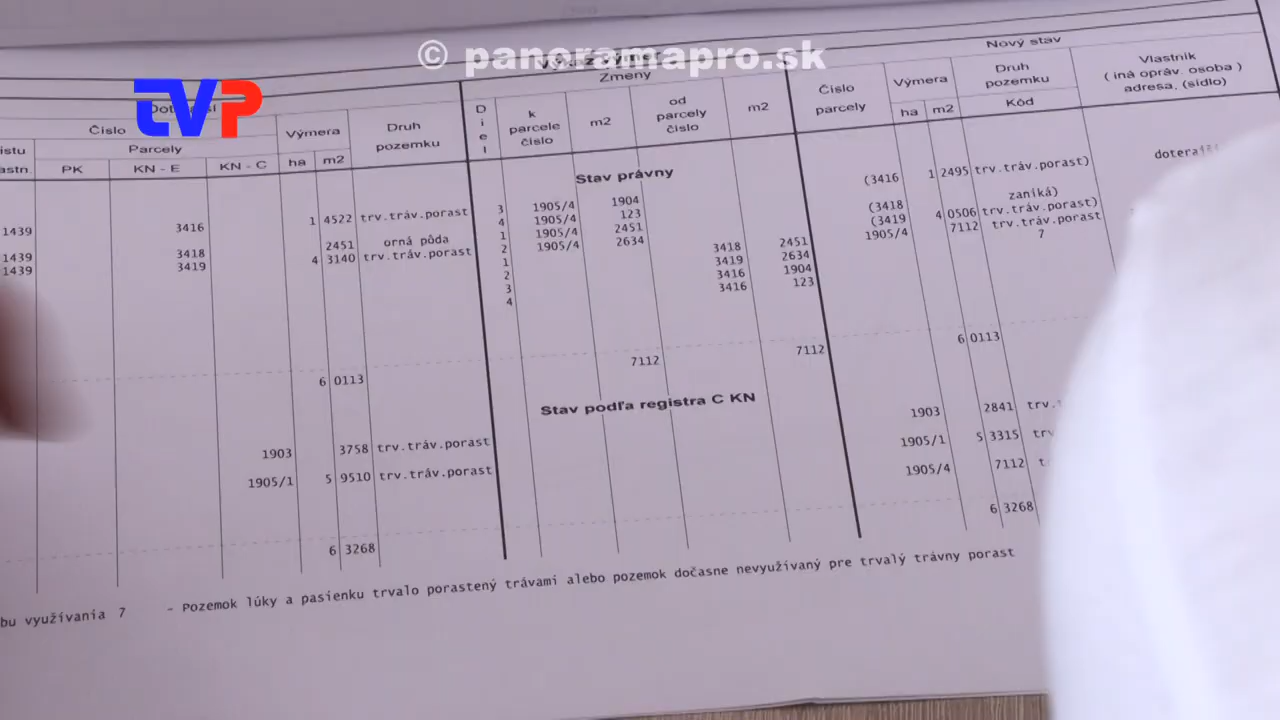 © panoramapro.sk
TVP
Zmeny
Nový stav
Číslo
Parcely
PK
KN - E
KN - C
Výmera
ha
m2
Druh
pozemku
Diel
k
parcele
číslo
m2
od
parcely
číslo
m2
Číslo
parcely
Výmera
ha
m2
Druh
pozemku
Kód
Vlastník
( iná opráv. osoba )
adresa, (sídlo)
Stav právny
1439 3416 1 4522 trv.tráv.porast 3 1905/4 1904 (3416 1 2495 trv.tráv.porast)
4 1905/4 123 (3418 zaniká)
1439 3418 2451 orná pôda 1 1905/4 2451 (3419 4 0506 trv.tráv.porast)
1439 3419 4 3140 trv.tráv.porast 2 1905/4 2634 1905/4 7112 trv.tráv.porast
7
1 3418 2451
2 3419 2634
3 3416 1904
4 3416 123
6 0113 7112 7112 6 0113
Stav podľa registra C KN
1903 3758 trv.tráv.porast 1903 2841
1905/1 5 9510 trv.tráv.porast 1905/1 5 3315
1905/4 7112
6 3268 6 3268
využívania 7 - Pozemok lúky a pasienku trvalo porastený trávami alebo pozemok dočasne nevyužívaný pre trvalý trávny porast